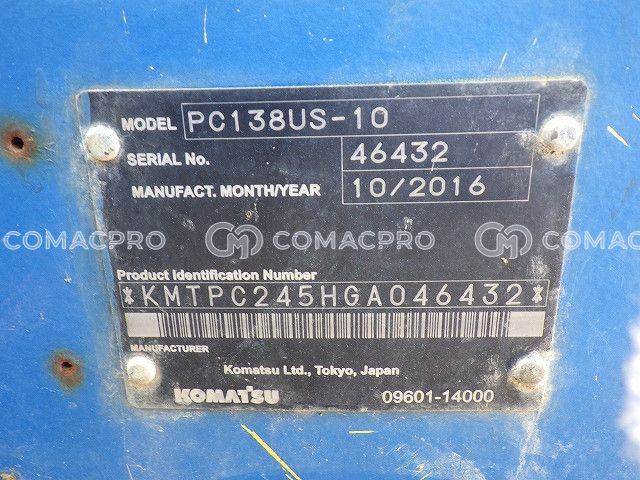 MODEL PC138US-10
SERIAL No. 46432
MANUFACT. MONTH/YEAR 10/2016
COMACPRO COMACPRO COMACPRO
Product Identification Number
*KMTPC245HGA046432*
MANUFACTURER
Komatsu Ltd., Tokyo, Japan
KOMATSU 09601-14000